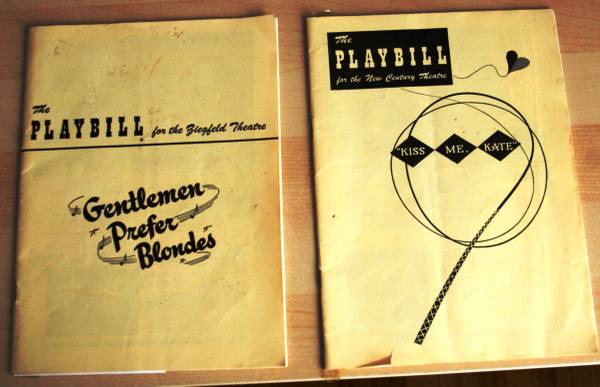 The
PLAYBILL for the Ziegfeld Theatre
Gentlemen
Prefer
Blondes
The
PLAYBILL
for the New Century Theatre
"KISS ME, KATE"